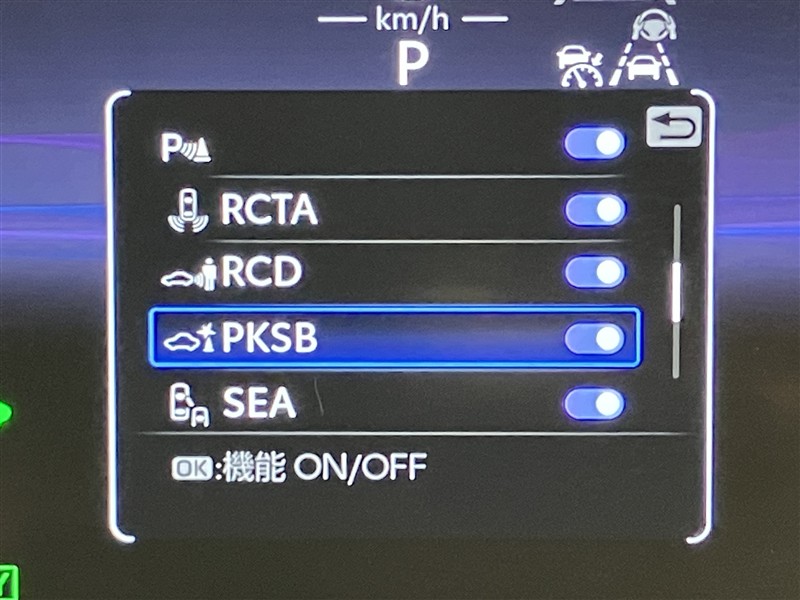 km/h
P
P
RCTA
RCD
PKSB
SEA
OK:機能 ON/OFF